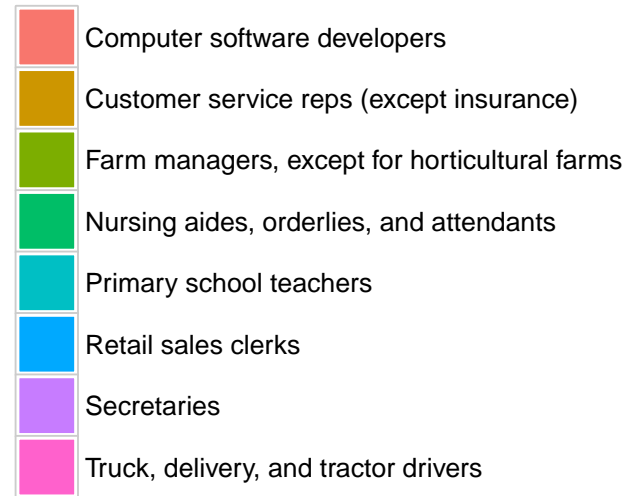 Computer software developers
Customer service reps (except insurance)
Farm managers, except for horticultural farms
Nursing aides, orderlies, and attendants
Primary school teachers
Retail sales clerks
Secretaries
Truck, delivery, and tractor drivers